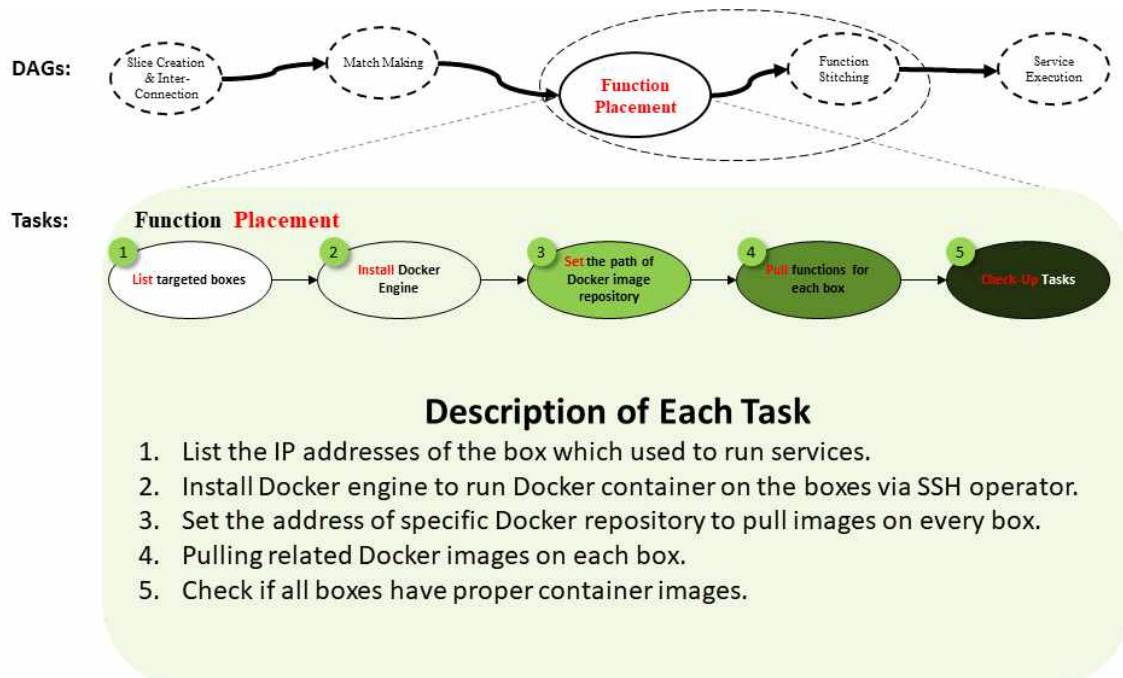 DAGs:
Slice Creation
& Inter-
Connection
Match Making
Function
Placement
Function
Stitching
Service
Execution
Tasks:
Function Placement
1
List targeted boxes
2
Install Docker
Engine
3
Set the path of
Docker image
repository
4
Pull functions for
each box
5
Check-Up Tasks
Description of Each Task
1. List the IP addresses of the box which used to run services.
2. Install Docker engine to run Docker container on the boxes via SSH operator.
3. Set the address of specific Docker repository to pull images on every box.
4. Pulling related Docker images on each box.
5. Check if all boxes have proper container images.